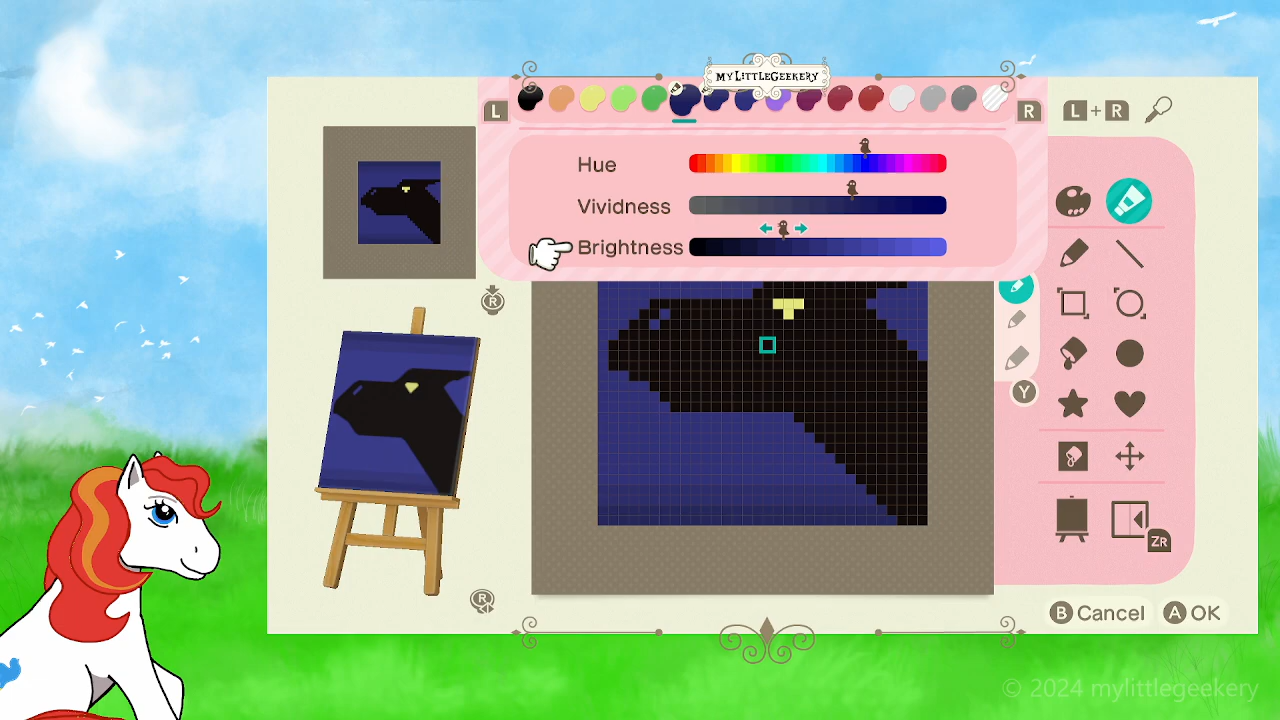 MYLITTLEGEEKERY
L
R
L + R
Hue
Vividness
Brightness
R
Y
ZR
R
B Cancel
A OK
© 2024 mylittlegeekery